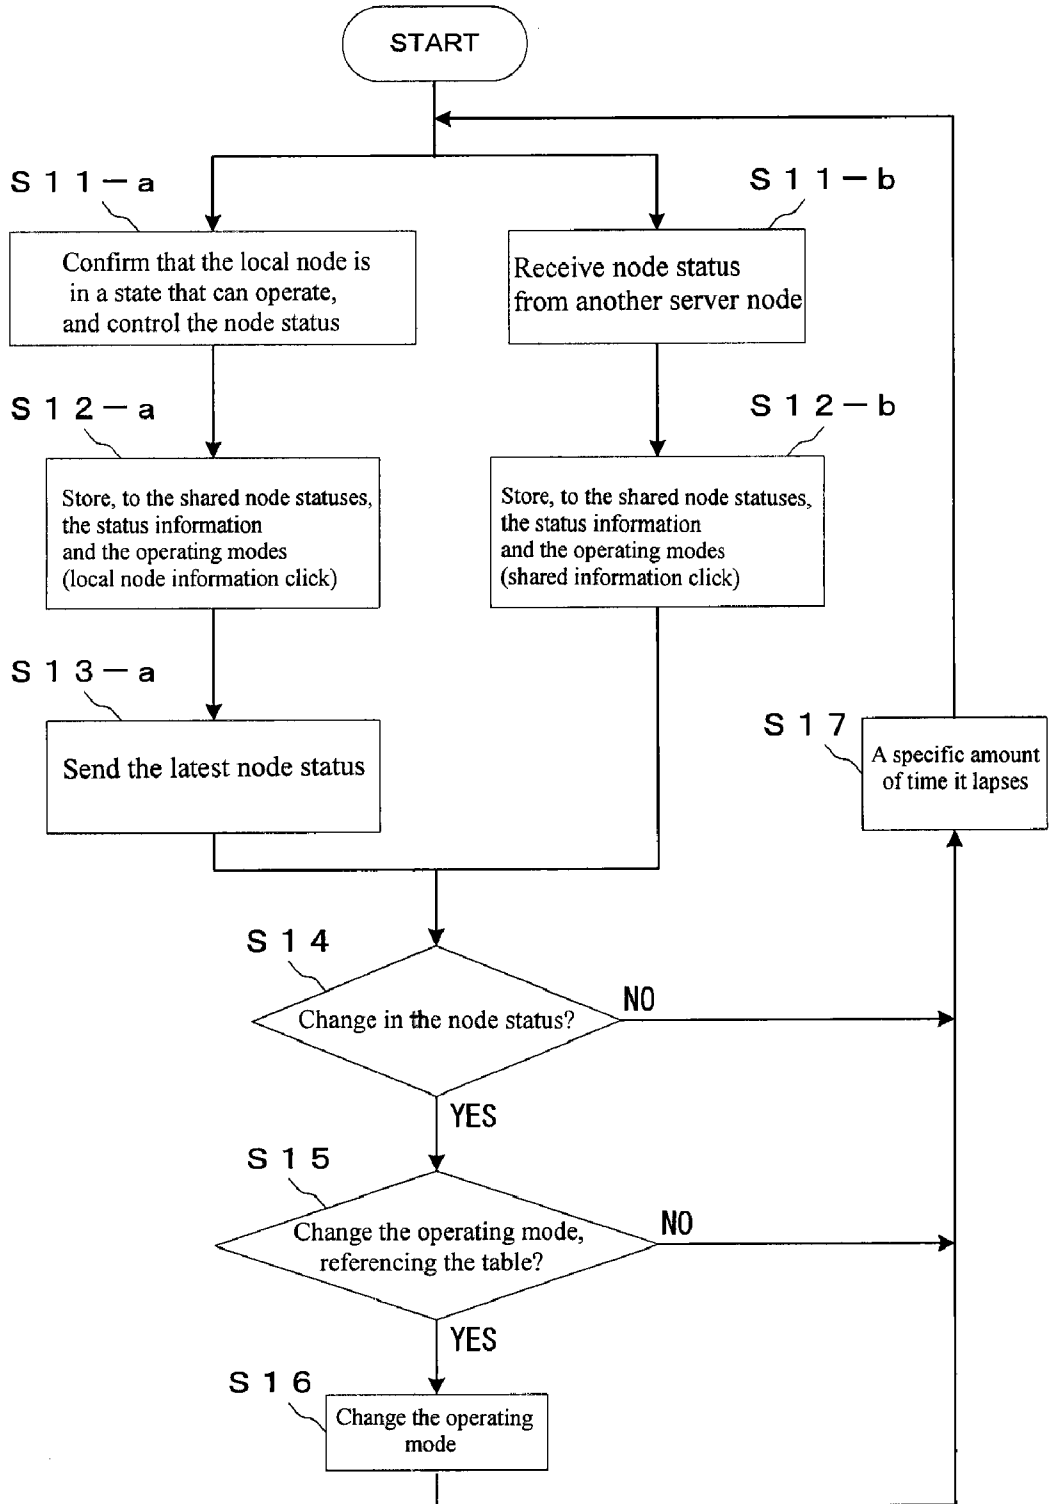 START
S11-a
Confirm that the local node is
in a state that can operate,
and control the node status
S11-b
Receive node status
from another server node
S12-a
Store, to the shared node statuses,
the status information
and the operating modes
(local node information click)
S12-b
Store, to the shared node statuses,
the status information
and the operating modes
(shared information click)
S13-a
Send the latest node status
S17
A specific amount
of time it lapses
S14
Change in the node status?
NO
YES
S15
Change the operating mode,
referencing the table?
NO
YES
S16
Change the operating
mode